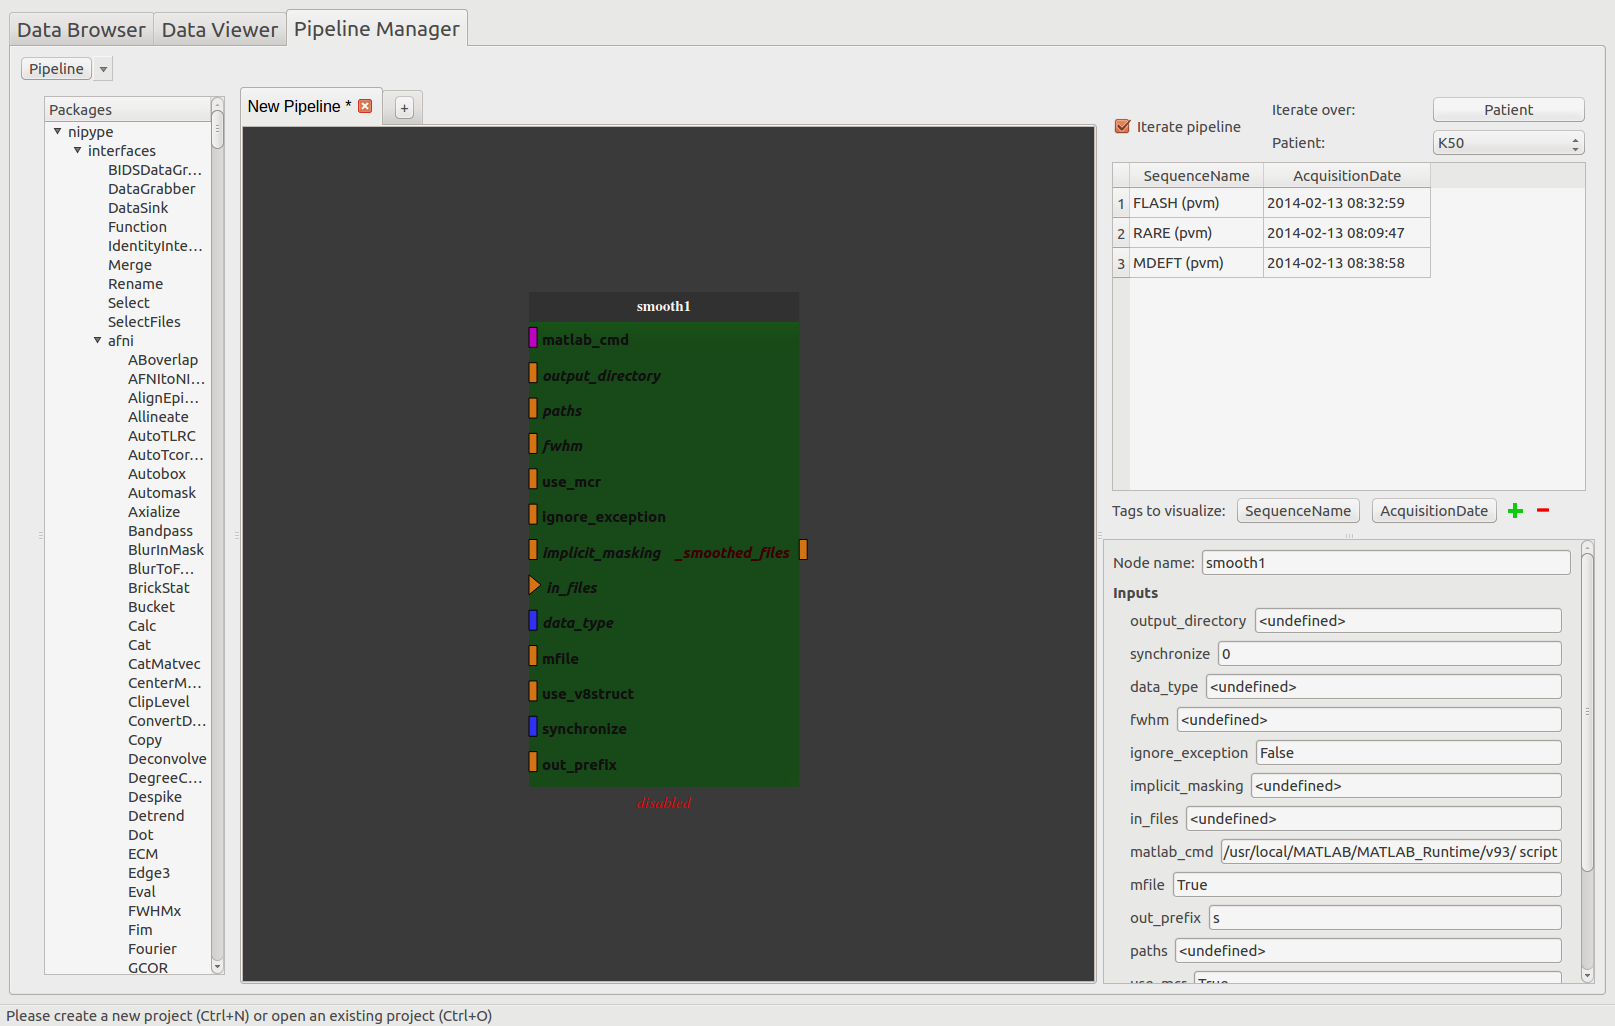 Data Browser
Data Viewer
Pipeline Manager
Pipeline
Packages
nipype
interfaces
BIDSDataGr...
DataGrabber
DataSink
Function
IdentityInte...
Merge
Rename
Select
SelectFiles
afni
ABoverlap
AFNItoNI...
AlignEpi...
Allineate
AutoTLRC
AutoTcor...
Autobox
Automask
Axialize
Bandpass
BlurInMask
BlurToF...
BrickStat
Bucket
Calc
Cat
CatMatvec
CenterM...
ClipLevel
ConvertD...
Copy
Deconvolve
DegreeC...
Despike
Detrend
Dot
ECM
Edge3
Eval
FWHMx
Fim
Fourier
GCOR
New Pipeline *
+
smooth1
matlab_cmd
output_directory
paths
fwhm
use_mcr
ignore_exception
implicit_masking _smoothed_files
in_files
data_type
mfile
use_v8struct
synchronize
out_prefix
disabled
Iterate pipeline
Iterate over: Patient
Patient: K50
SequenceName AcquisitionDate
1 FLASH (pvm) 2014-02-13 08:32:59
2 RARE (pvm) 2014-02-13 08:09:47
3 MDEFT (pvm) 2014-02-13 08:38:58
Tags to visualize: SequenceName AcquisitionDate
Node name: smooth1
Inputs
output_directory <undefined>
synchronize 0
data_type <undefined>
fwhm <undefined>
ignore_exception False
implicit_masking <undefined>
in_files <undefined>
matlab_cmd /usr/local/MATLAB/MATLAB_Runtime/v93/ script
mfile True
out_prefix s
paths <undefined>
use_mcr True
Please create a new project (Ctrl+N) or open an existing project (Ctrl+O)